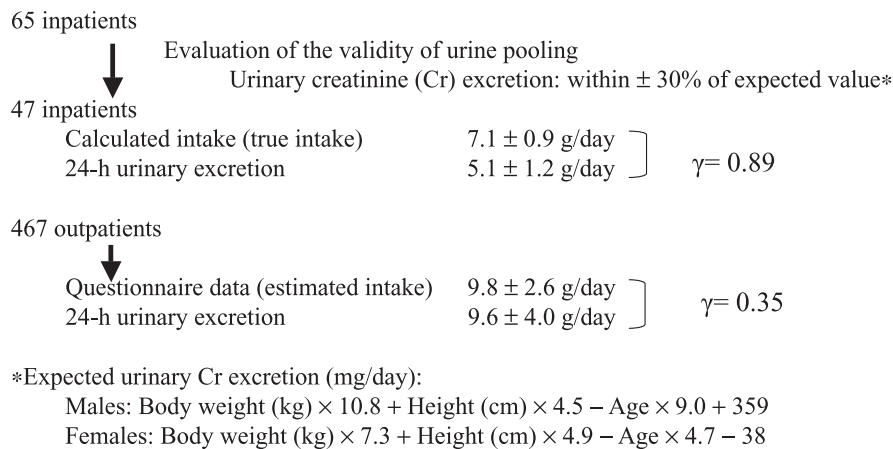 65 inpatients
Evaluation of the validity of urine pooling
Urinary creatinine (Cr) excretion: within ± 30% of expected value*
47 inpatients
Calculated intake (true intake) 7.1 ± 0.9 g/day
24-h urinary excretion 5.1 ± 1.2 g/day
γ= 0.89
467 outpatients
Questionnaire data (estimated intake) 9.8 ± 2.6 g/day
24-h urinary excretion 9.6 ± 4.0 g/day
γ= 0.35
*Expected urinary Cr excretion (mg/day):
Males: Body weight (kg) × 10.8 + Height (cm) × 4.5 − Age × 9.0 + 359
Females: Body weight (kg) × 7.3 + Height (cm) × 4.9 − Age × 4.7 − 38